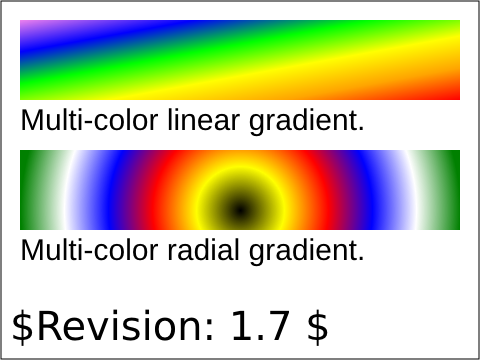 Multi-color linear gradient.
Multi-color radial gradient.
$Revision: 1.7 $